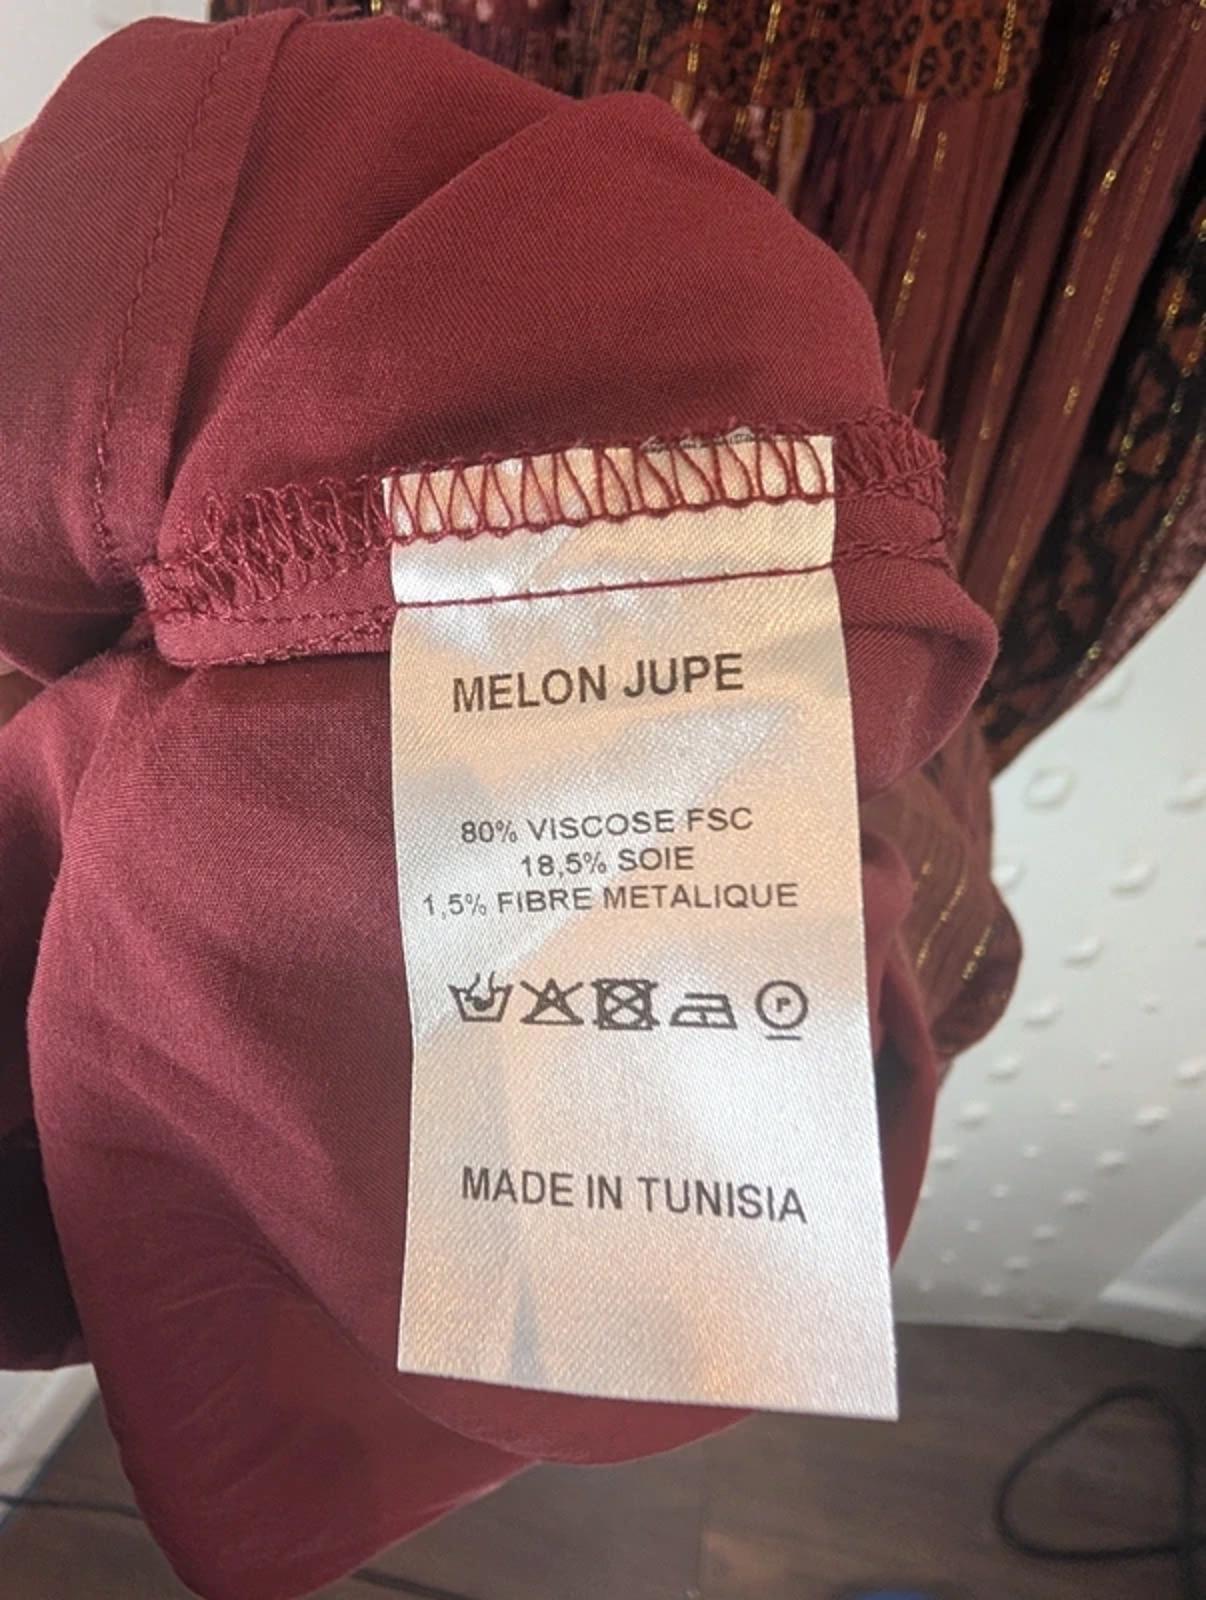 MELON JUPE
80% VISCOSE FSC
18,5% SOIE
1,5% FIBRE METALIQUE
P
MADE IN TUNISIA